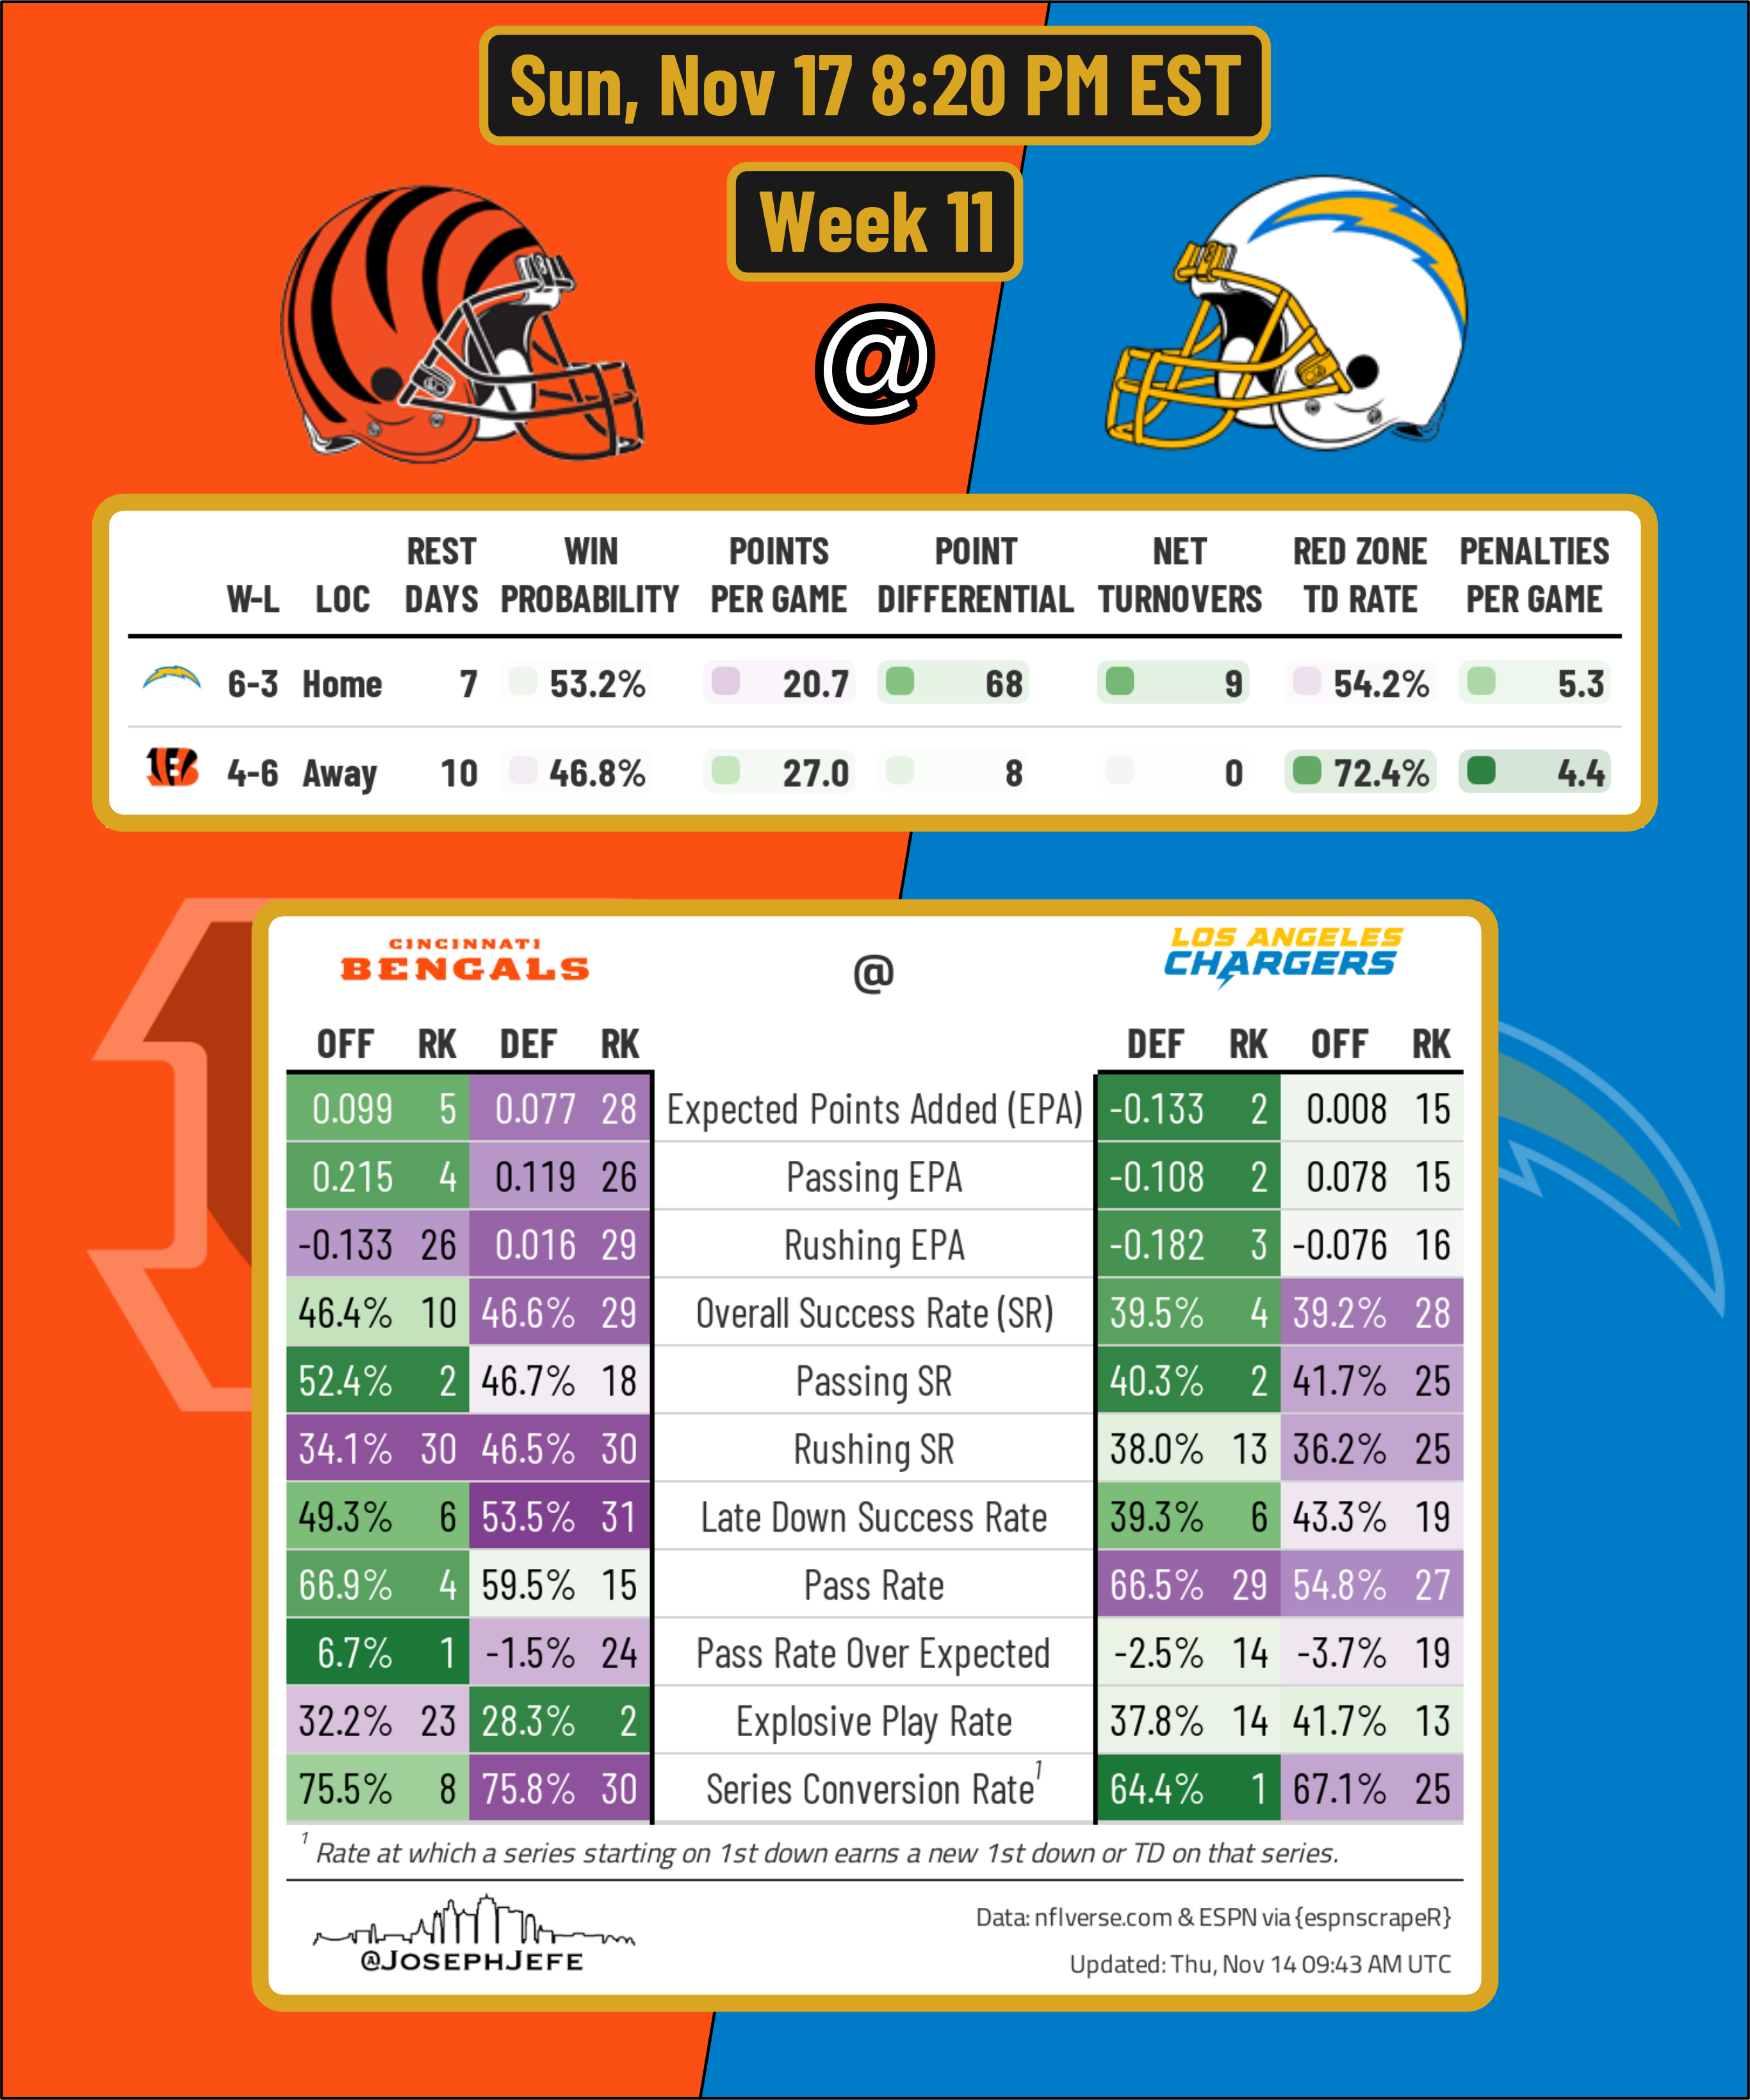 Sun, Nov 17 8:20 PM EST
Week 11
@
W-L LOC REST DAYS WIN PROBABILITY POINTS PER GAME POINT DIFFERENTIAL NET TURNOVERS RED ZONE TD RATE PENALTIES PER GAME
6-3 Home 7 53.2% 20.7 68 9 54.2% 5.3
4-6 Away 10 46.8% 27.0 8 0 72.4% 4.4
CINCINNATI BENGALS @ LOS ANGELES CHARGERS
OFF RK DEF RK DEF RK OFF RK
0.099 5 0.077 28 Expected Points Added (EPA) -0.133 2 0.008 15
0.215 4 0.119 26 Passing EPA -0.108 2 0.078 15
-0.133 26 0.016 29 Rushing EPA -0.182 3 -0.076 16
46.4% 10 46.6% 29 Overall Success Rate (SR) 39.5% 4 39.2% 28
52.4% 2 46.7% 18 Passing SR 40.3% 2 41.7% 25
34.1% 30 46.5% 30 Rushing SR 38.0% 13 36.2% 25
49.3% 6 53.5% 31 Late Down Success Rate 39.3% 6 43.3% 19
66.9% 4 59.5% 15 Pass Rate 66.5% 29 54.8% 27
6.7% 1 -1.5% 24 Pass Rate Over Expected -2.5% 14 -3.7% 19
32.2% 23 28.3% 2 Explosive Play Rate 37.8% 14 41.7% 13
75.5% 8 75.8% 30 Series Conversion Rate¹ 64.4% 1 67.1% 25
¹ Rate at which a series starting on 1st down earns a new 1st down or TD on that series.
@JosephJefe
Data: nflverse.com & ESPN via {espnscrapeR}
Updated: Thu, Nov 14 09:43 AM UTC